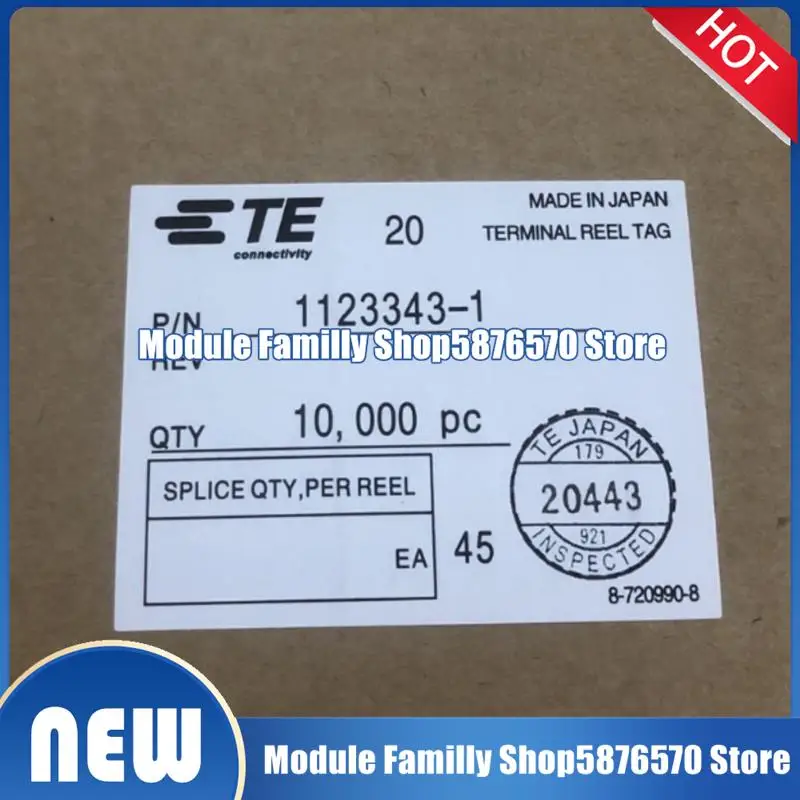 HOT
TE
connectivity
20
MADE IN JAPAN
TERMINAL REEL TAG
P/N 1123343-1
Module Familly Shop5876570 Store
REV
QTY 10,000 pc
SPLICE QTY,PER REEL
EA 45
TE JAPAN
179
20443
921
INSPECTED
8-720990-8
NEW
Module Familly Shop5876570 Store